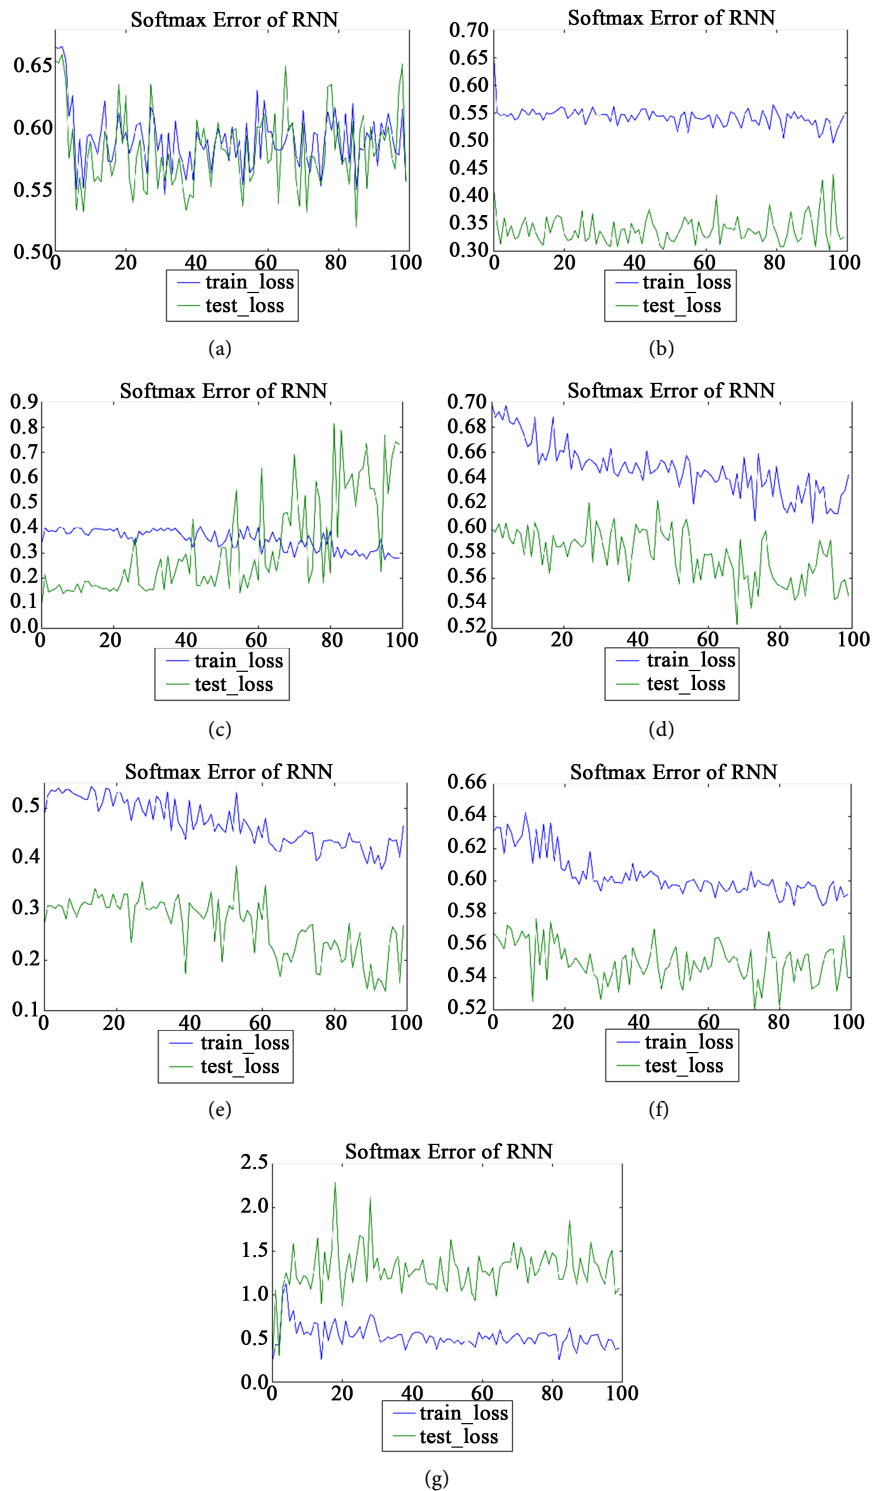 Softmax Error of RNN
0.65
0.60
0.55
0.50
0 20 40 60 80 100
train_loss
test_loss
(a)
Softmax Error of RNN
0.70
0.65
0.60
0.55
0.50
0.45
0.40
0.35
0.30
0 20 40 60 80 100
train_loss
test_loss
(b)
Softmax Error of RNN
0.9
0.8
0.7
0.6
0.5
0.4
0.3
0.2
0.1
0.0
0 20 40 60 80 100
train_loss
test_loss
(c)
Softmax Error of RNN
0.70
0.68
0.66
0.64
0.62
0.60
0.58
0.56
0.54
0.52
0 20 40 60 80 100
train_loss
test_loss
(d)
Softmax Error of RNN
0.5
0.4
0.3
0.2
0.1
0 20 40 60 80 100
train_loss
test_loss
(e)
Softmax Error of RNN
0.66
0.64
0.62
0.60
0.58
0.56
0.54
0.52
0 20 40 60 80 100
train_loss
test_loss
(f)
Softmax Error of RNN
2.5
2.0
1.5
1.0
0.5
0.0
0 20 40 60 80 100
train_loss
test_loss
(g)